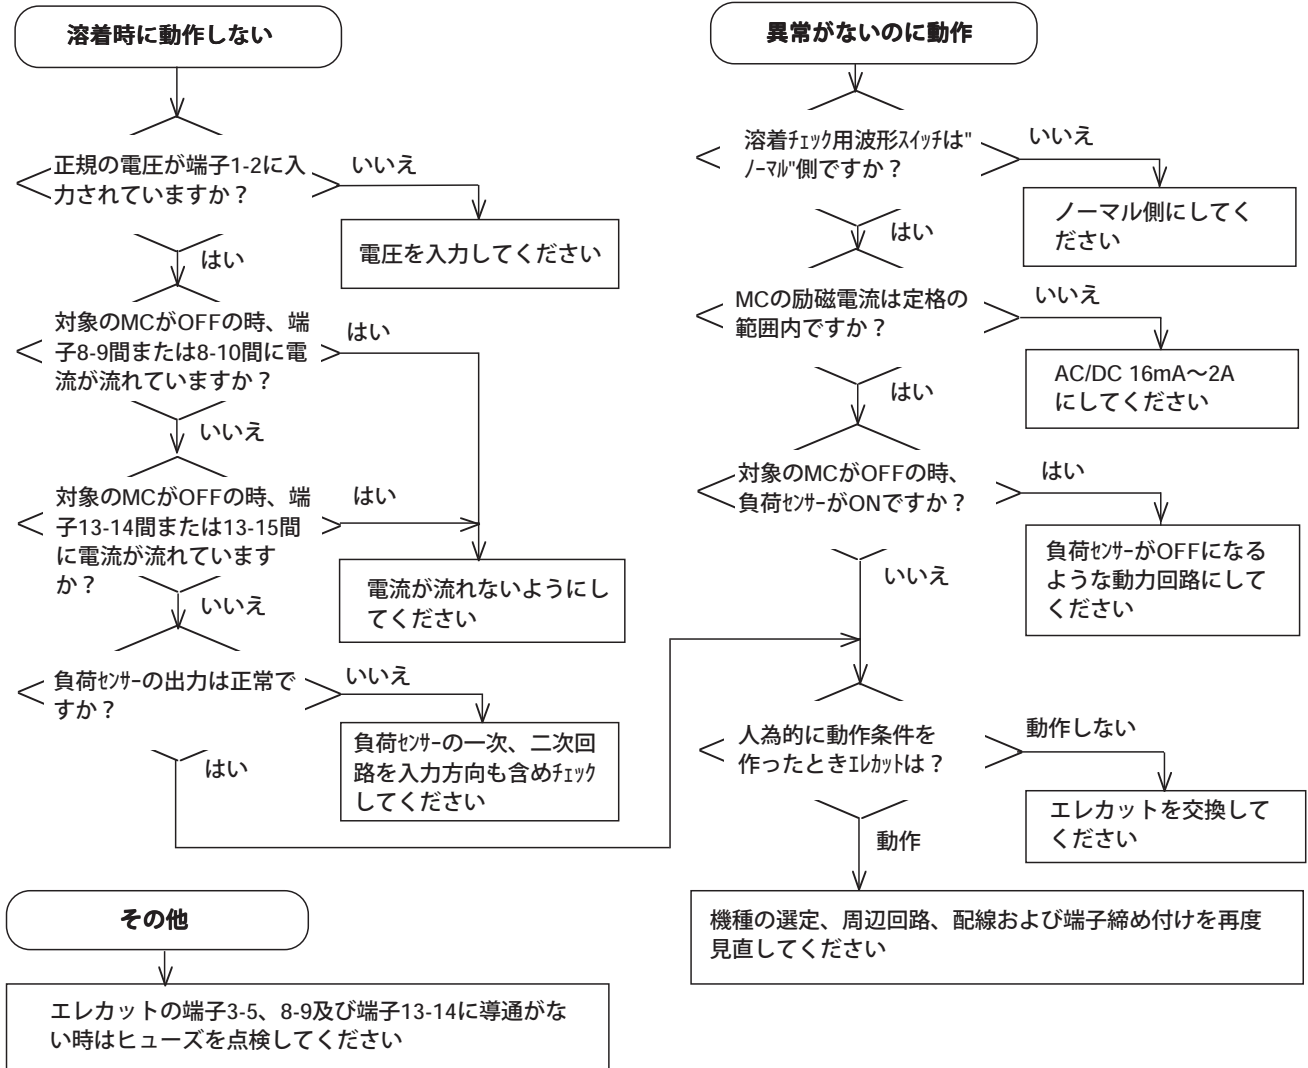 溶着時に動作しない
正規の電圧が端子1-2に入
力されていますか？
いいえ
電圧を入力してください
はい
対象のMCがOFFの時、端
子8-9間または8-10間に電
流が流れていますか？
はい
いいえ
対象のMCがOFFの時、端
子13-14間または13-15間
に電流が流れています
か？
はい
電流が流れないようにし
てください
いいえ
負荷ｾﾝｻｰの出力は正常で
すか？
いいえ
負荷ｾﾝｻｰの一次、二次回
路を入力方向も含めﾁｪｯｸ
してください
はい
異常がないのに動作
溶着ﾁｪｯｸ用波形ｽｲｯﾁは"
ﾉｰﾏﾙ"側ですか？
いいえ
ノーマル側にしてく
ださい
はい
MCの励磁電流は定格の
範囲内ですか？
いいえ
AC/DC 16mA～2A
にしてください
はい
対象のMCがOFFの時、
負荷ｾﾝｻｰがONですか？
はい
負荷ｾﾝｻｰがOFFになる
ような動力回路にして
ください
いいえ
人為的に動作条件を
作ったときｴﾚｶｯﾄは？
動作しない
エレカットを交換して
ください
動作
機種の選定、周辺回路、配線および端子締め付けを再度
見直してください
その他
エレカットの端子3-5、8-9及び端子13-14に導通がな
い時はヒューズを点検してください